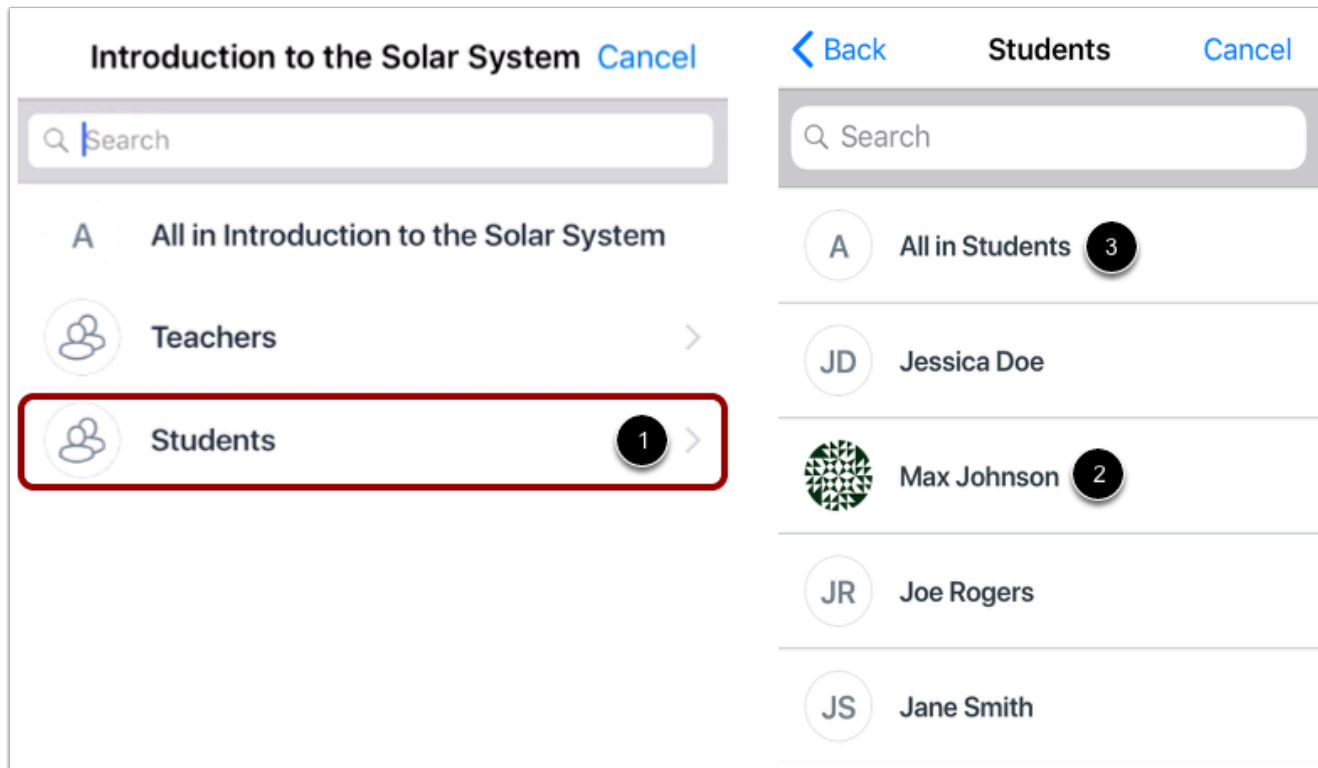 Introduction to the Solar System Cancel
Search
A All in Introduction to the Solar System
Teachers
Students 1
Back Students Cancel
Search
A All in Students 3
JD Jessica Doe
Max Johnson 2
JR Joe Rogers
JS Jane Smith